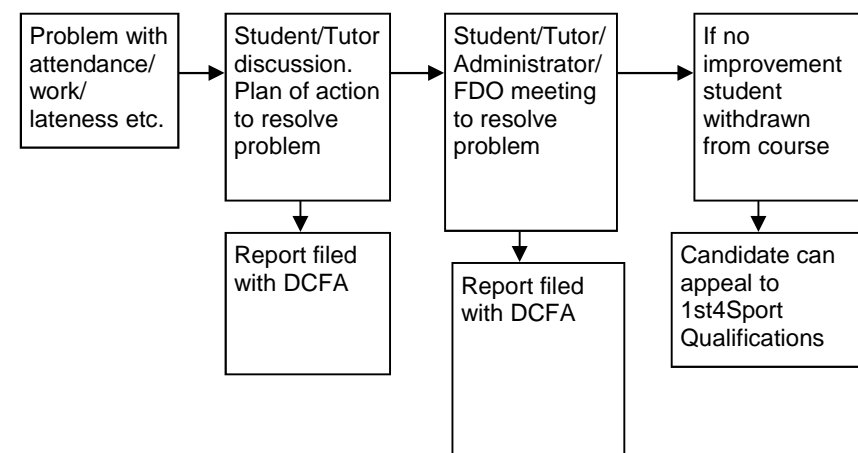 Problem with
attendance/
work/
lateness etc.
Student/Tutor
discussion.
Plan of action
to resolve
problem
Student/Tutor/
Administrator/
FDO meeting
to resolve
problem
If no
improvement
student
withdrawn
from course
Report filed
with DCFA
Report filed
with DCFA
Candidate can
appeal to
1st4Sport
Qualifications